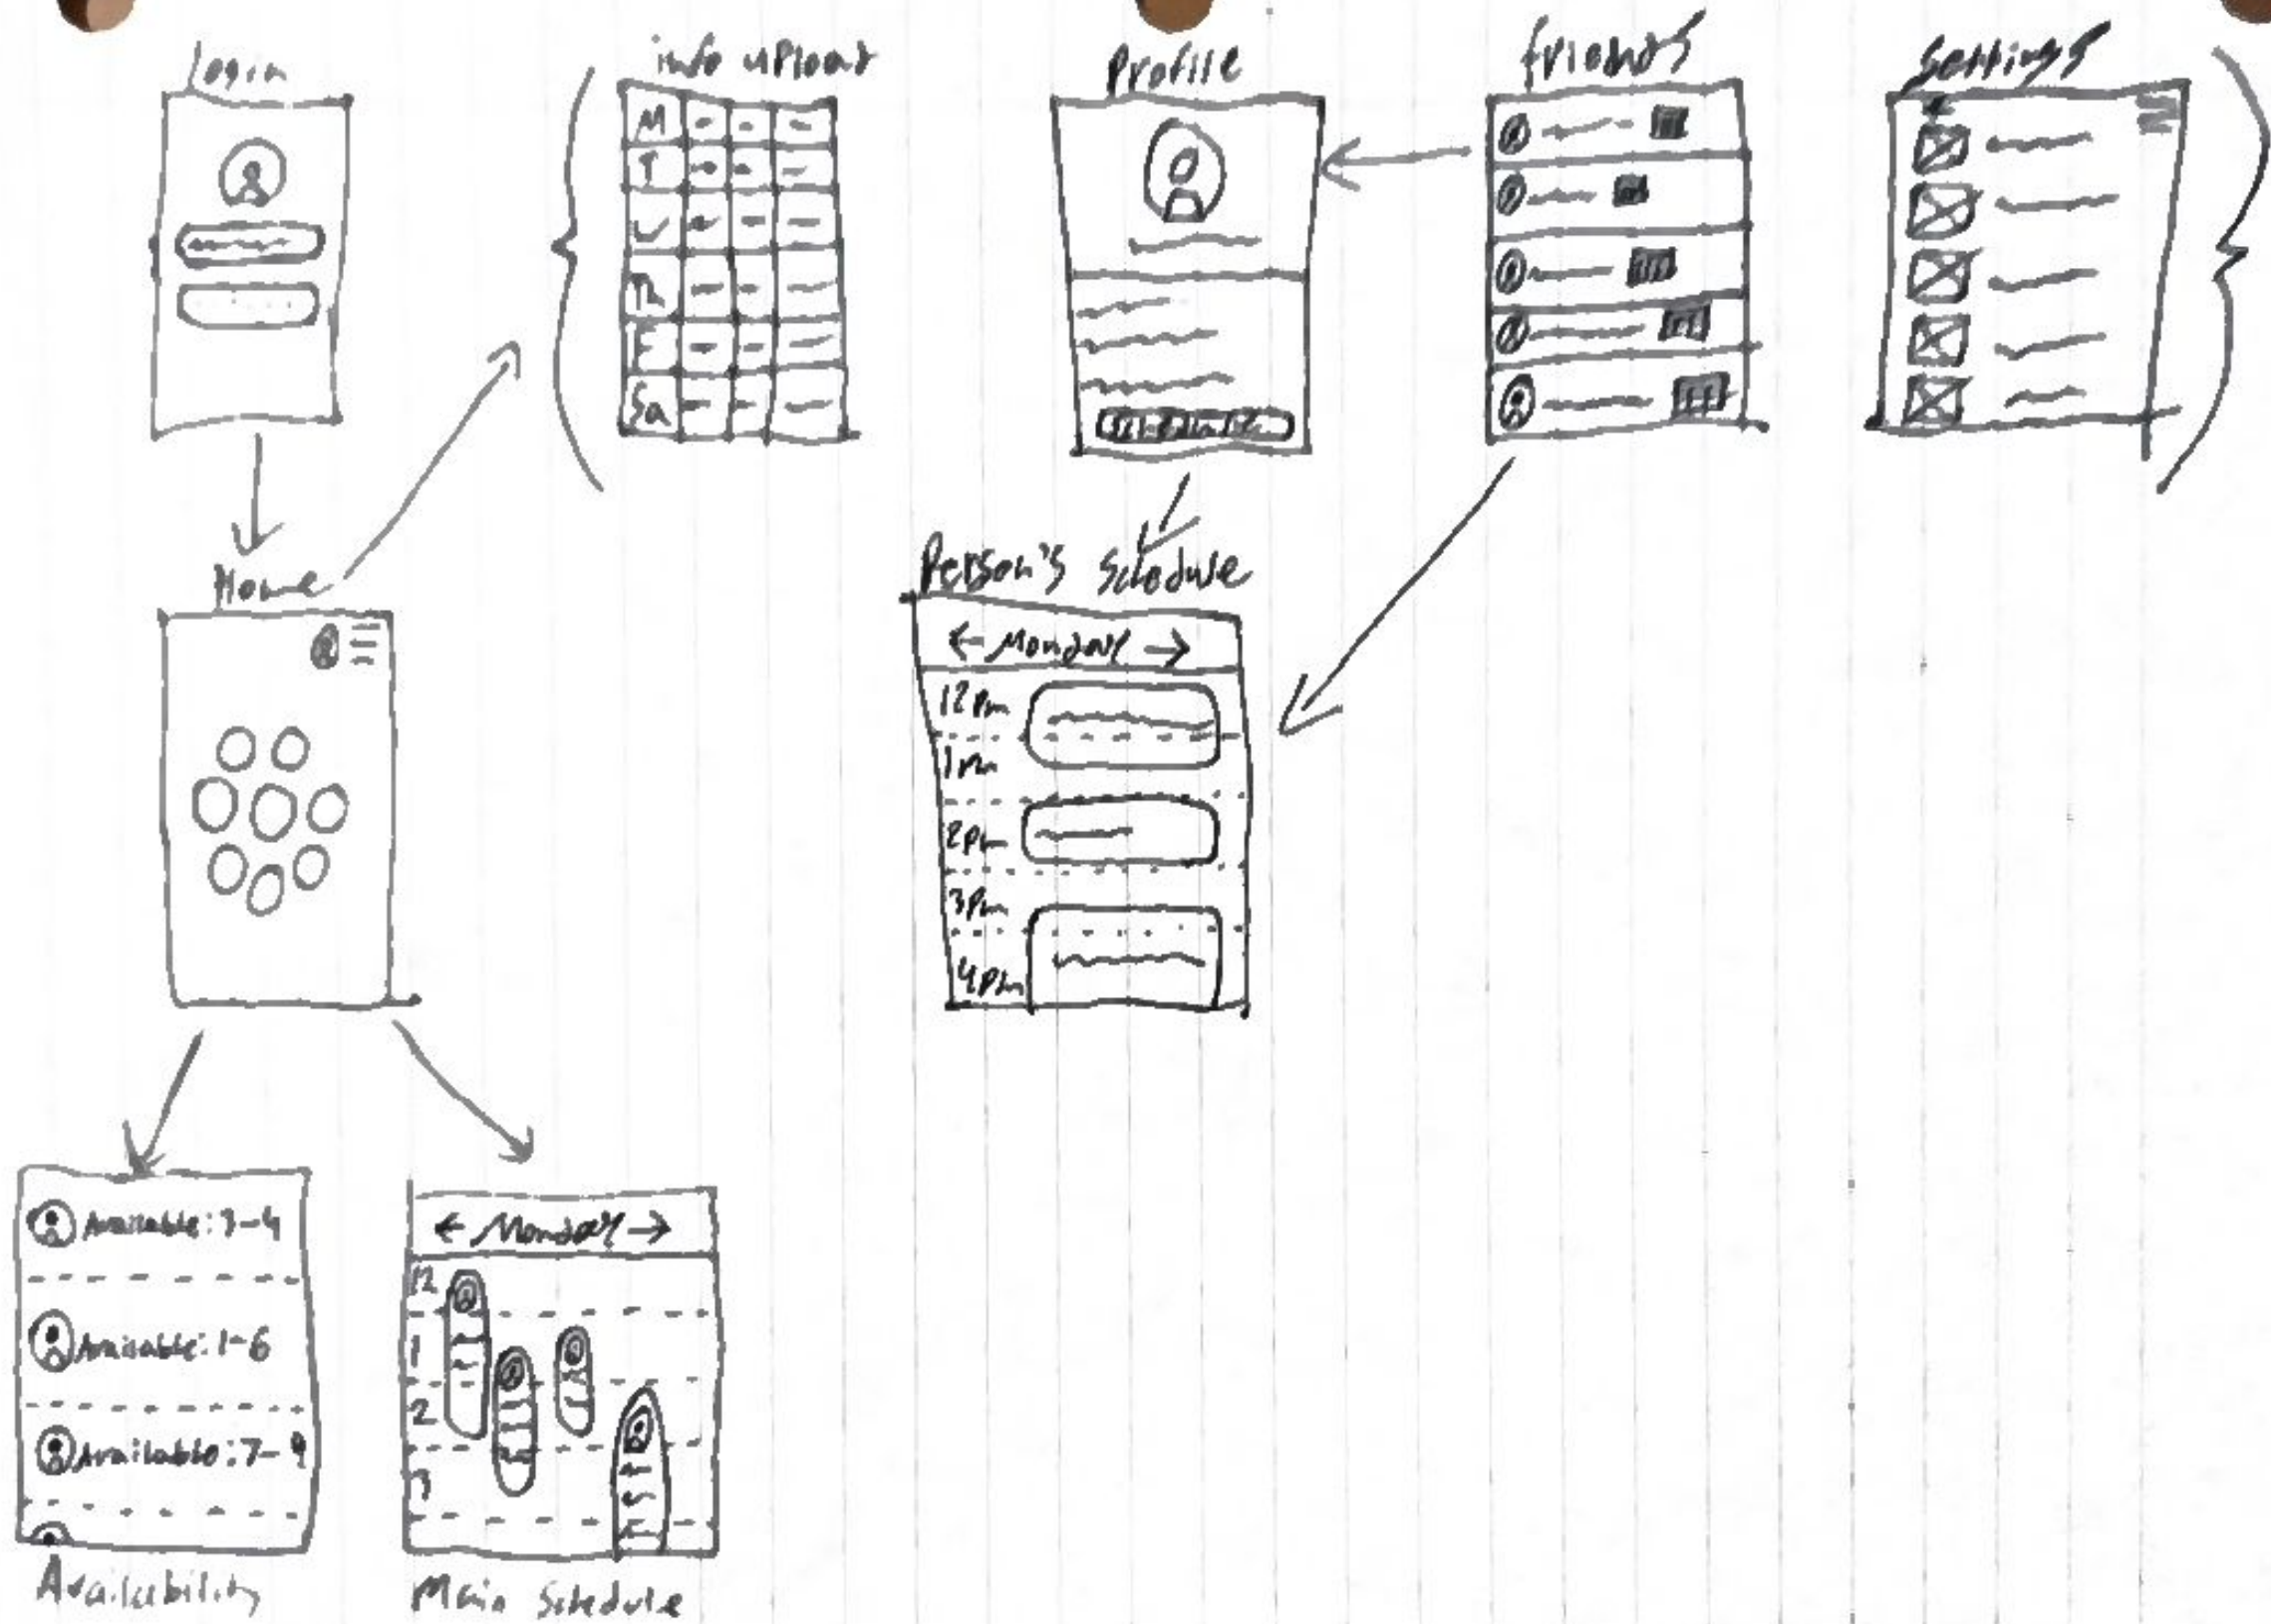 Login
info upload
Profile
friends
Settings
M
T
W
Th
F
Sa
Home
Person's Schedule
← Monday →
12pm
1pm
2pm
3pm
4pm
Available: 3-4
Available: 1-6
Available: 7-9
Availability
← Monday →
12
1
2
3
Main Schedule